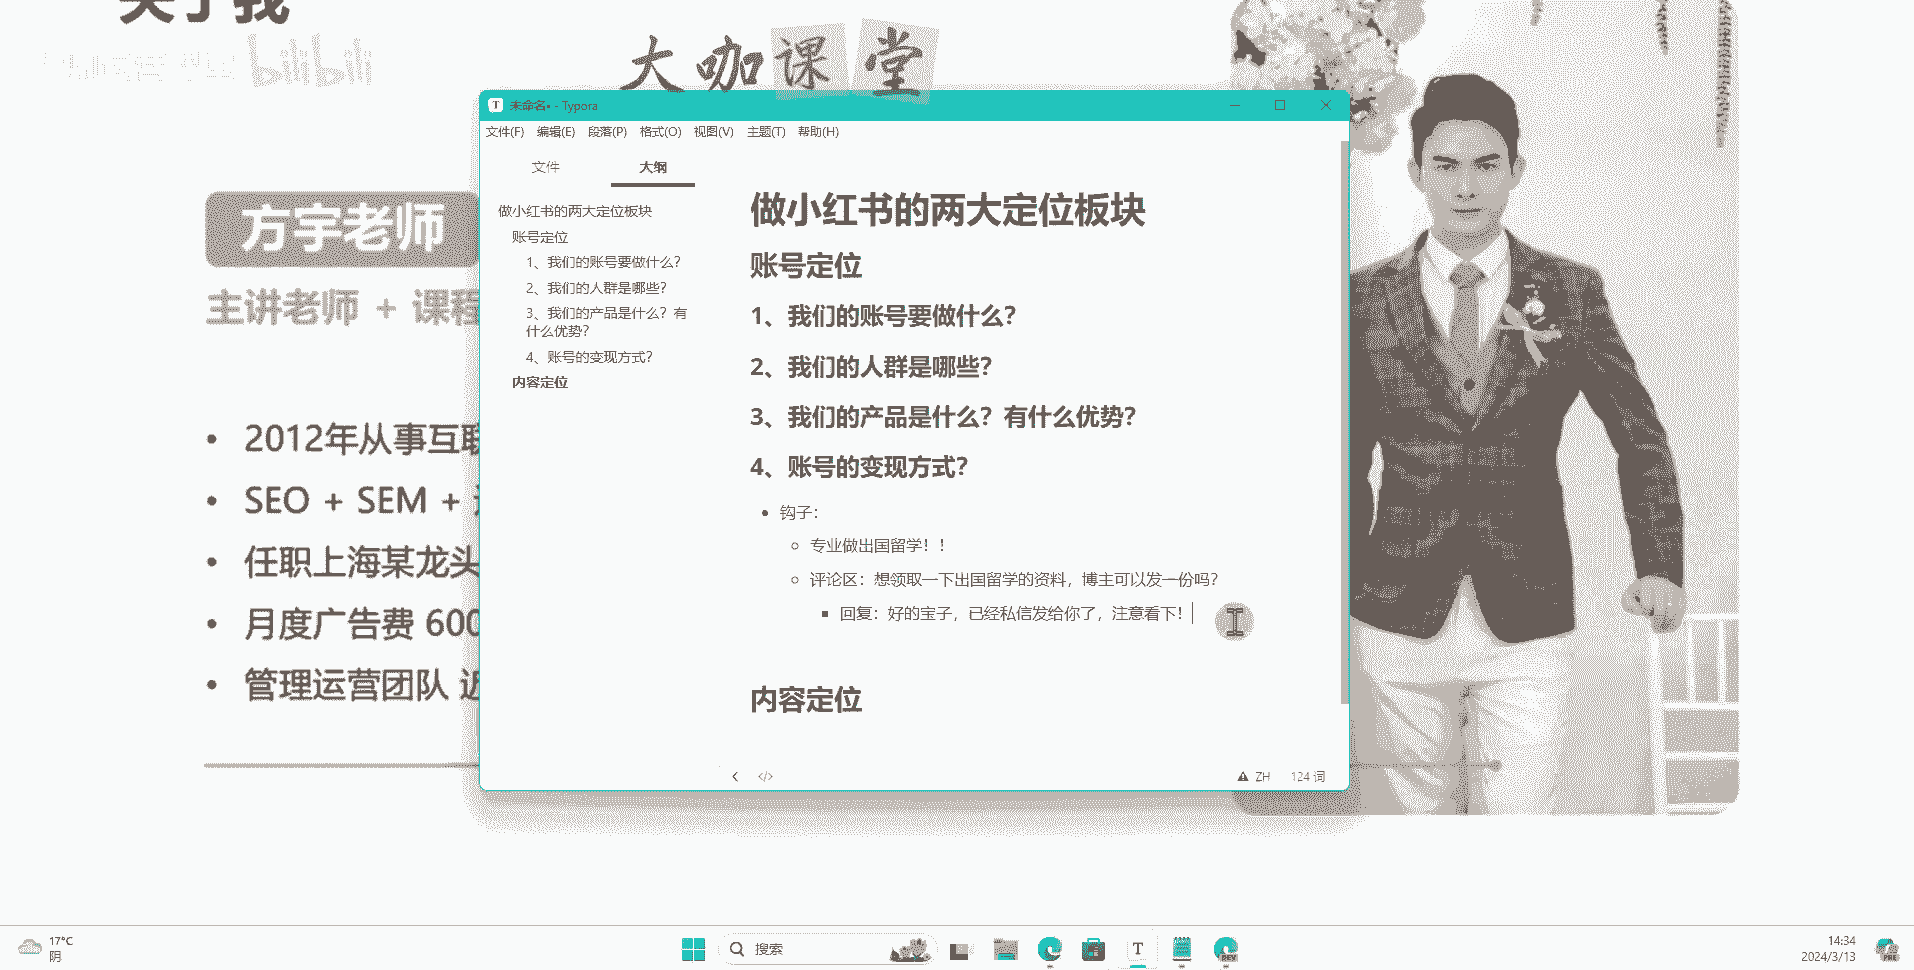 关于我
bilibili
大咖课堂
方宇老师
主讲老师 + 课程
2012年从事互联
SEO + SEM +
任职上海某龙头
月度广告费 600
管理运营团队 近
未命名• - Typora
文件(F) 编辑(E) 段落(P) 格式(O) 视图(V) 主题(T) 帮助(H)
文件 大纲
做小红书的两大定位板块
账号定位
1、我们的账号要做什么？
2、我们的人群是哪些？
3、我们的产品是什么？有
什么优势？
4、账号的变现方式？
内容定位
做小红书的两大定位板块
账号定位
1、我们的账号要做什么？
2、我们的人群是哪些？
3、我们的产品是什么？有什么优势？
4、账号的变现方式？
钩子：
专业做出国留学！！
评论区：想领取一下出国留学的资料，博主可以发一份吗？
回复：好的宝子，已经私信发给你了，注意看下！
内容定位
ZH 124 词
17°C
阴
搜索
T
DEV
14:34
2024/3/13
PRE